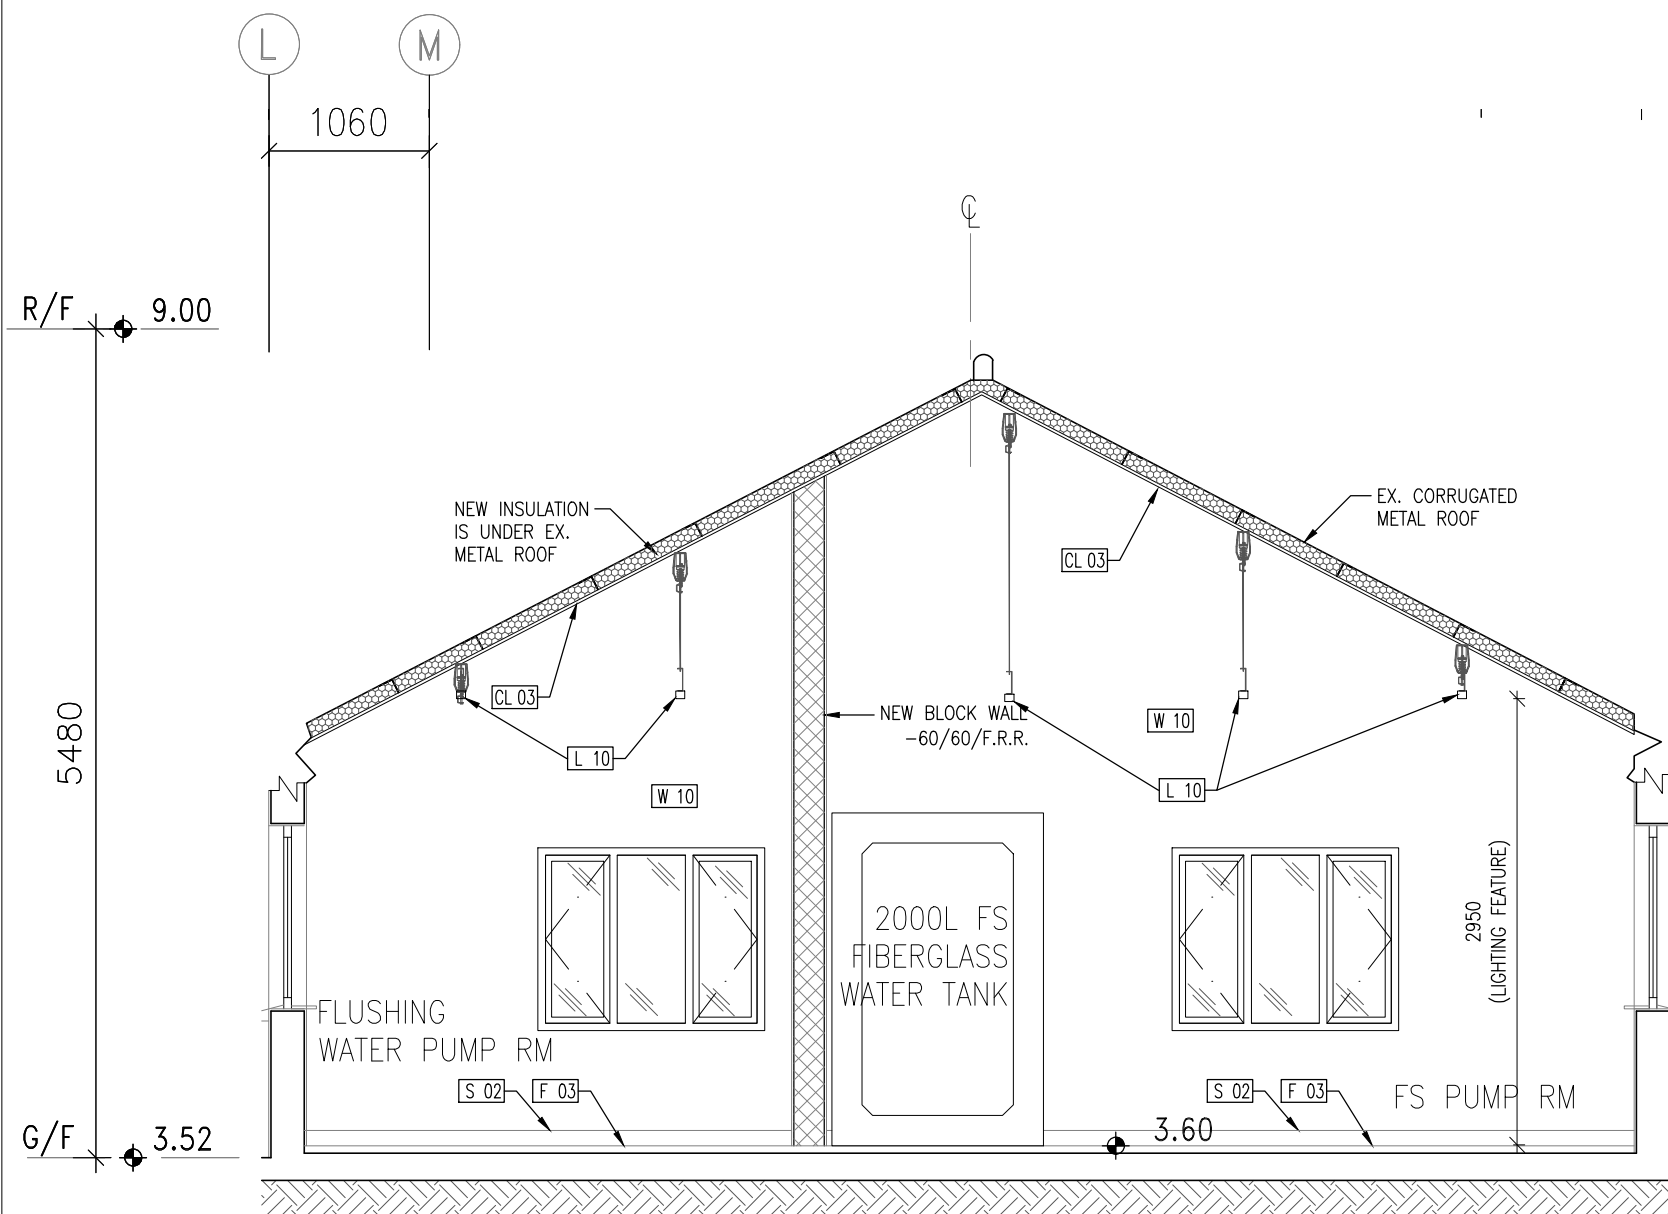 L
M
1060
℄
R/F
9.00
NEW INSULATION
IS UNDER EX.
METAL ROOF
EX. CORRUGATED
METAL ROOF
CL 03
CL 03
5480
NEW BLOCK WALL
-60/60/F.R.R.
W 10
L 10
L 10
W 10
2950
(LIGHTING FEATURE)
2000L FS
FIBERGLASS
WATER TANK
FLUSHING
WATER PUMP RM
S 02
F 03
S 02
F 03
FS PUMP RM
G/F
3.52
3.60